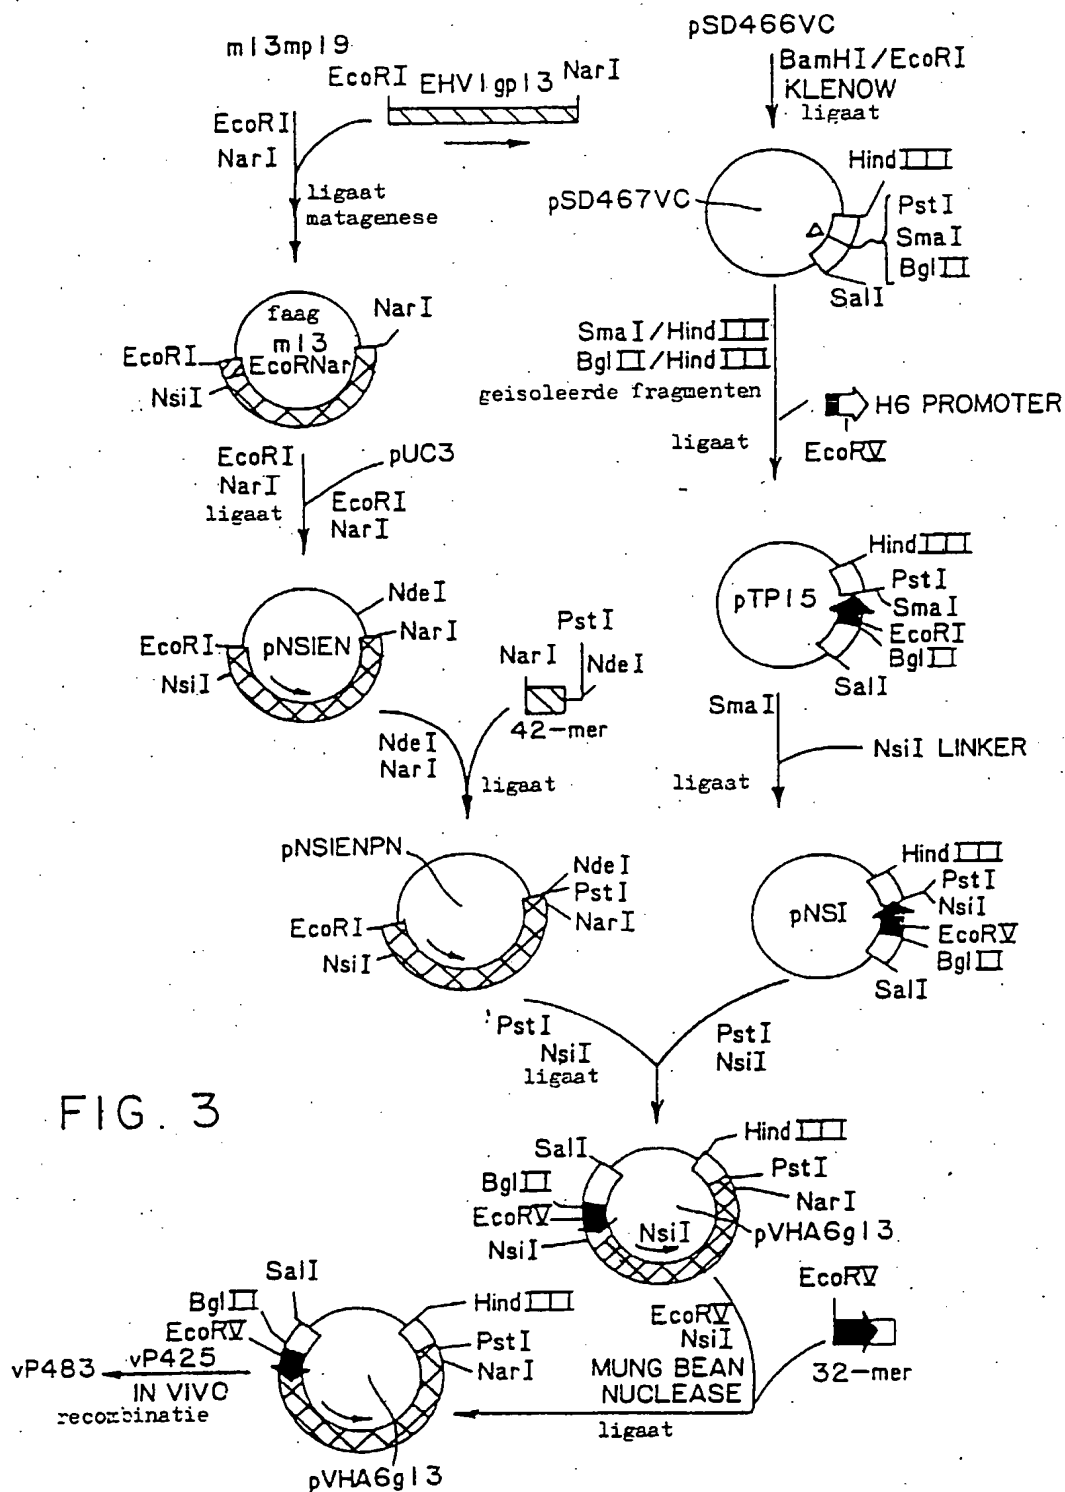 m13mp19
EcoRI EHV1gp13 NarI
EcoRI
NarI
ligaat
matagenese
faag
m13
EcoRNar
NarI
EcoRI
NsiI
EcoRI
NarI
ligaat
pUC3
EcoRI
NarI
NdeI
NarI
EcoRI
pNSIEN
NsiI
PstI
NarI
NdeI
42-mer
NdeI
NarI
ligaat
pNSIENPN
NdeI
PstI
NarI
EcoRI
NsiI
PstI
NsiI
ligaat
pSD466VC
BamHI/EcoRI
KLENOW
ligaat
pSD467VC
HindIII
PstI
SmaI
BglII
SalI
SmaI/HindIII
BglII/HindIII
geisoleerde fragmenten
H6 PROMOTER
EcoRV
ligaat
pTP15
HindIII
PstI
SmaI
EcoRI
BglII
SalI
SmaI
NsiI LINKER
ligaat
pNSI
HindIII
PstI
NsiI
EcoRV
BglII
SalI
PstI
NsiI
FIG. 3
SalI
HindIII
BglII
PstI
EcoRV
NarI
NsiI
NsiI
pVHA6g13
EcoRV
32-mer
EcoRV
NsiI
MUNG BEAN
NUCLEASE
ligaat
SalI
BglII
EcoRV
HindIII
PstI
NarI
pVHA6g13
vP483
vP425
IN VIVO
recombinatie